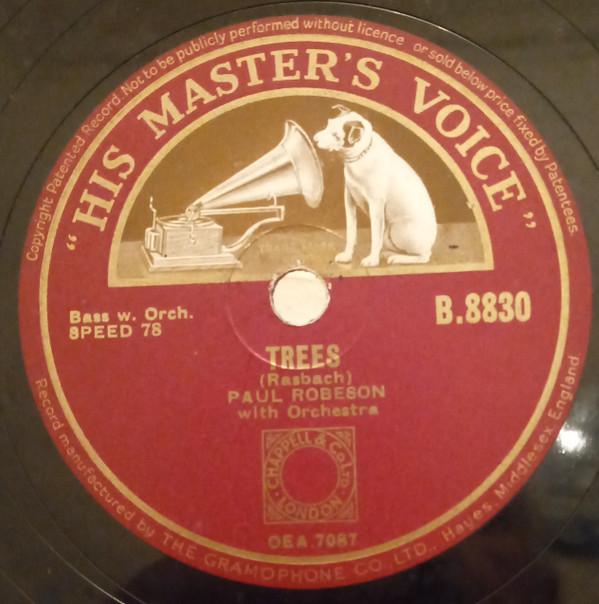 Copyright Patented Record. Not to be publicly performed without licence or sold below price fixed by Patentees.
"HIS MASTER'S VOICE"
Bass w. Orch.
SPEED 78
B.8830
TREES
(Rasbach)
PAUL ROBESON
with Orchestra
CHAPPELL & Co. LTD.
LONDON
OEA.7087
Record manufactured by THE GRAMOPHONE CO. LTD., Hayes, Middlesex, England